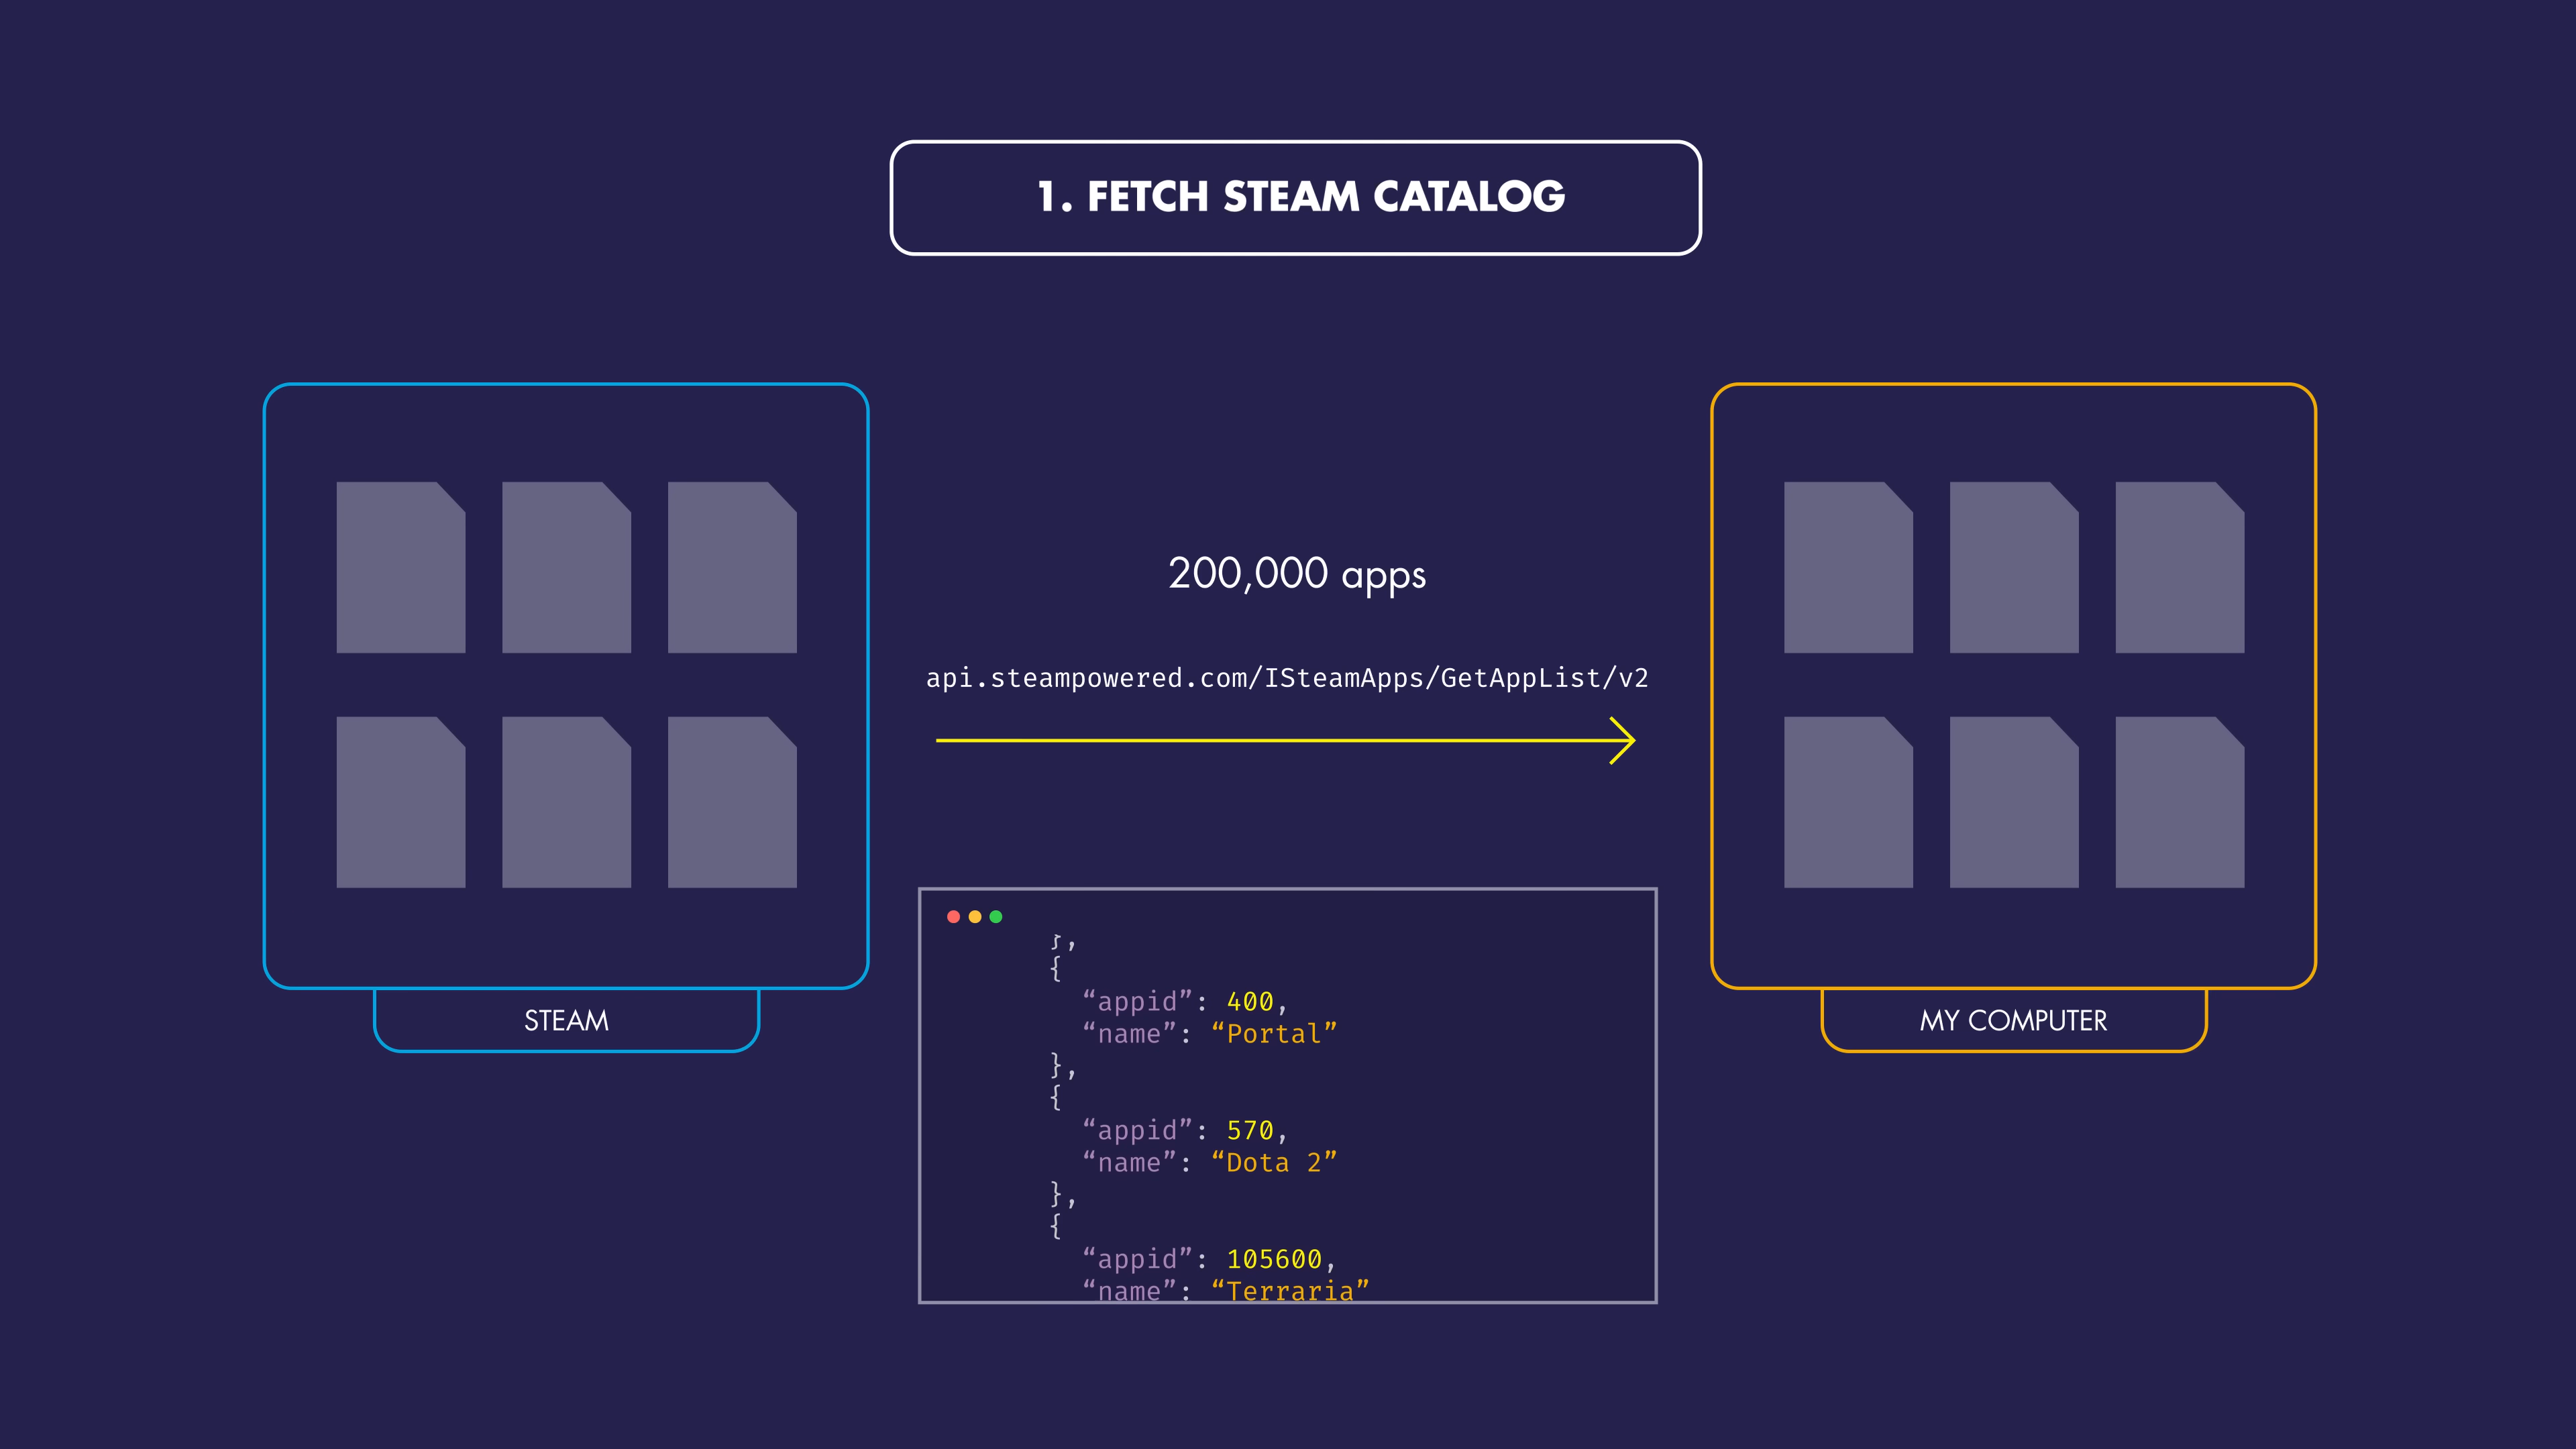 1. FETCH STEAM CATALOG
200,000 apps
api.steampowered.com/ISteamApps/GetAppList/v2
STEAM
MY COMPUTER
},
{
“appid”: 400,
“name”: “Portal”
},
{
“appid”: 570,
“name”: “Dota 2”
},
{
“appid”: 105600,
“name”: “Terraria”